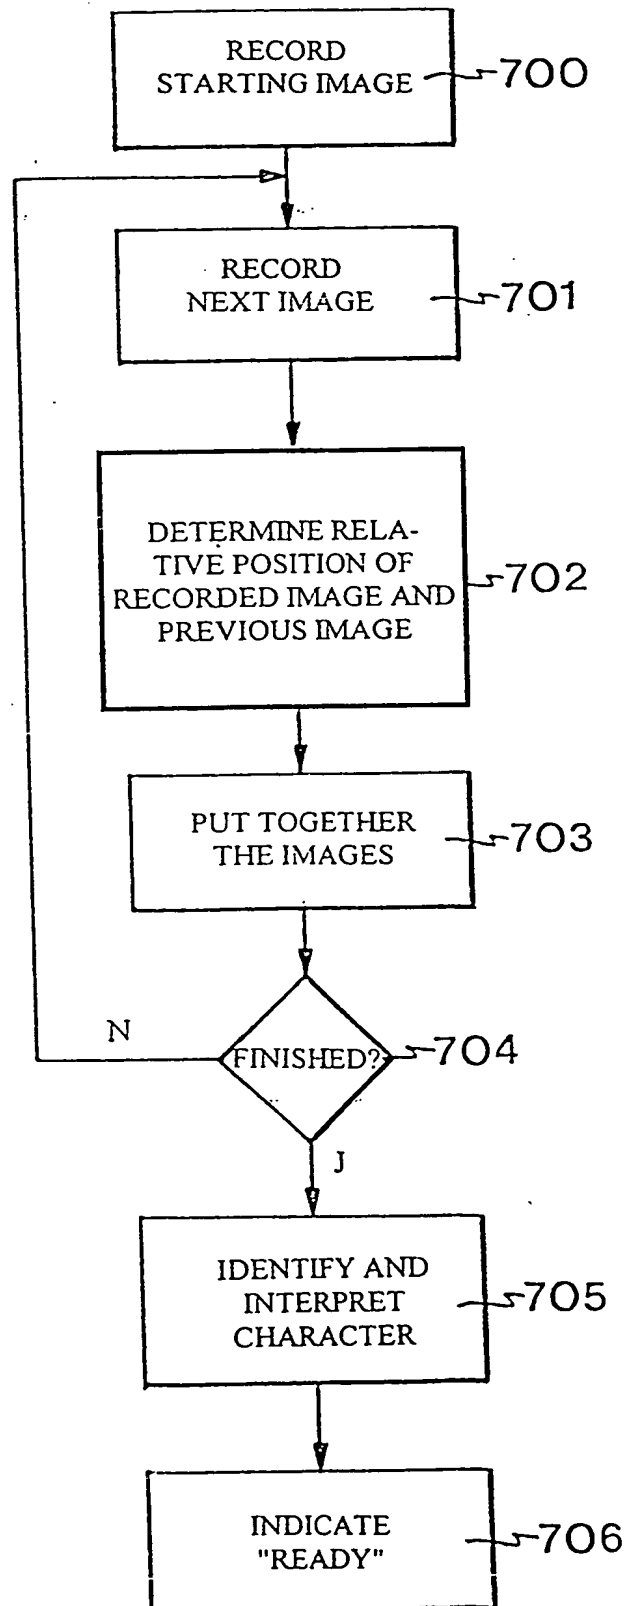 RECORD
STARTING IMAGE
700
RECORD
NEXT IMAGE
701
DETERMINE RELA-
TIVE POSITION OF
RECORDED IMAGE AND
PREVIOUS IMAGE
702
PUT TOGETHER
THE IMAGES
703
N
FINISHED?
704
J
IDENTIFY AND
INTERPRET
CHARACTER
705
INDICATE
"READY"
706